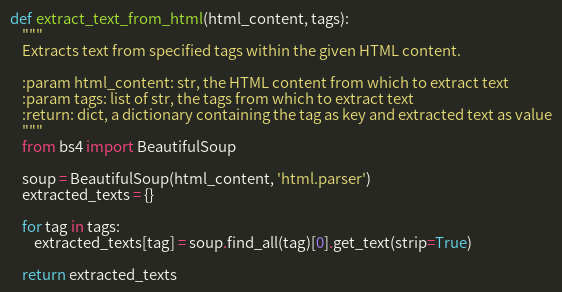 def extract_text_from_html(html_content, tags):
    """
    Extracts text from specified tags within the given HTML content.

    :param html_content: str, the HTML content from which to extract text
    :param tags: list of str, the tags from which to extract text
    :return: dict, a dictionary containing the tag as key and extracted text as value
    """
    from bs4 import BeautifulSoup

    soup = BeautifulSoup(html_content, 'html.parser')
    extracted_texts = {}

    for tag in tags:
        extracted_texts[tag] = soup.find_all(tag)[0].get_text(strip=True)

    return extracted_texts